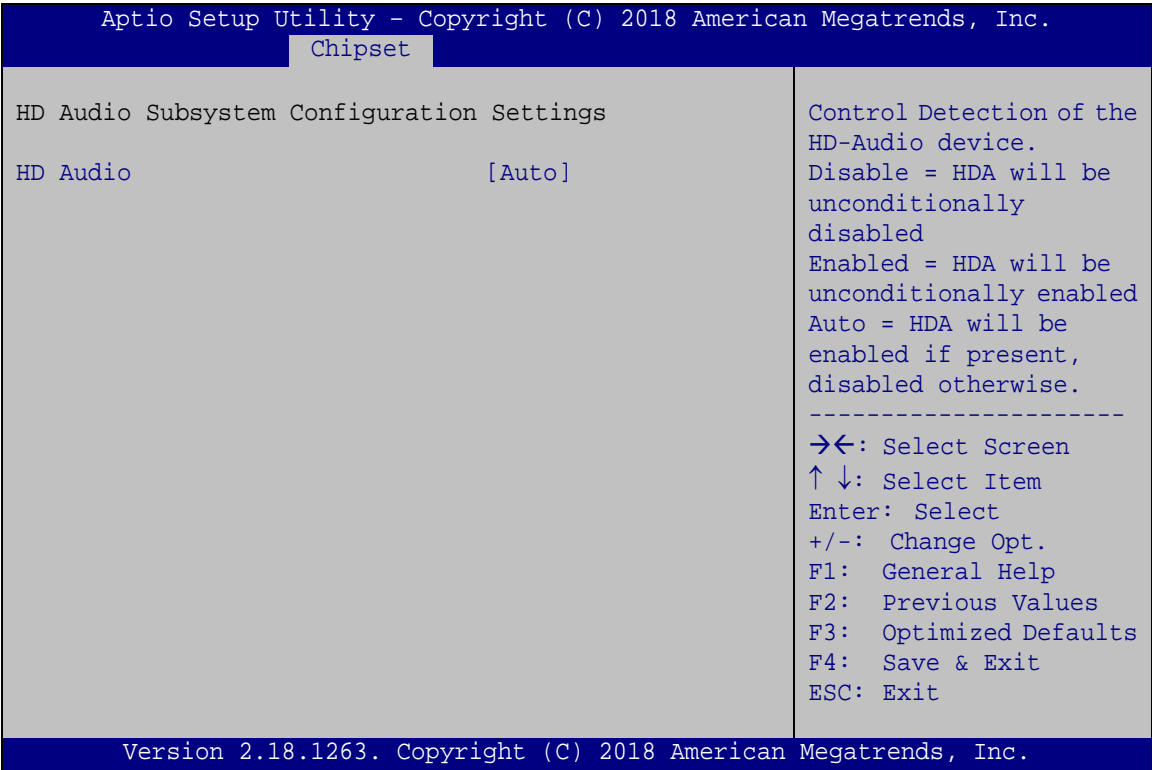 Aptio Setup Utility – Copyright (C) 2018 American Megatrends, Inc.
Chipset
HD Audio Subsystem Configuration Settings
HD Audio [Auto]
Control Detection of the
HD-Audio device.
Disable = HDA will be
unconditionally
disabled
Enabled = HDA will be
unconditionally enabled
Auto = HDA will be
enabled if present,
disabled otherwise.
----------------------
→←: Select Screen
↑ ↓: Select Item
Enter: Select
+/-: Change Opt.
F1: General Help
F2: Previous Values
F3: Optimized Defaults
F4: Save & Exit
ESC: Exit
Version 2.18.1263. Copyright (C) 2018 American Megatrends, Inc.